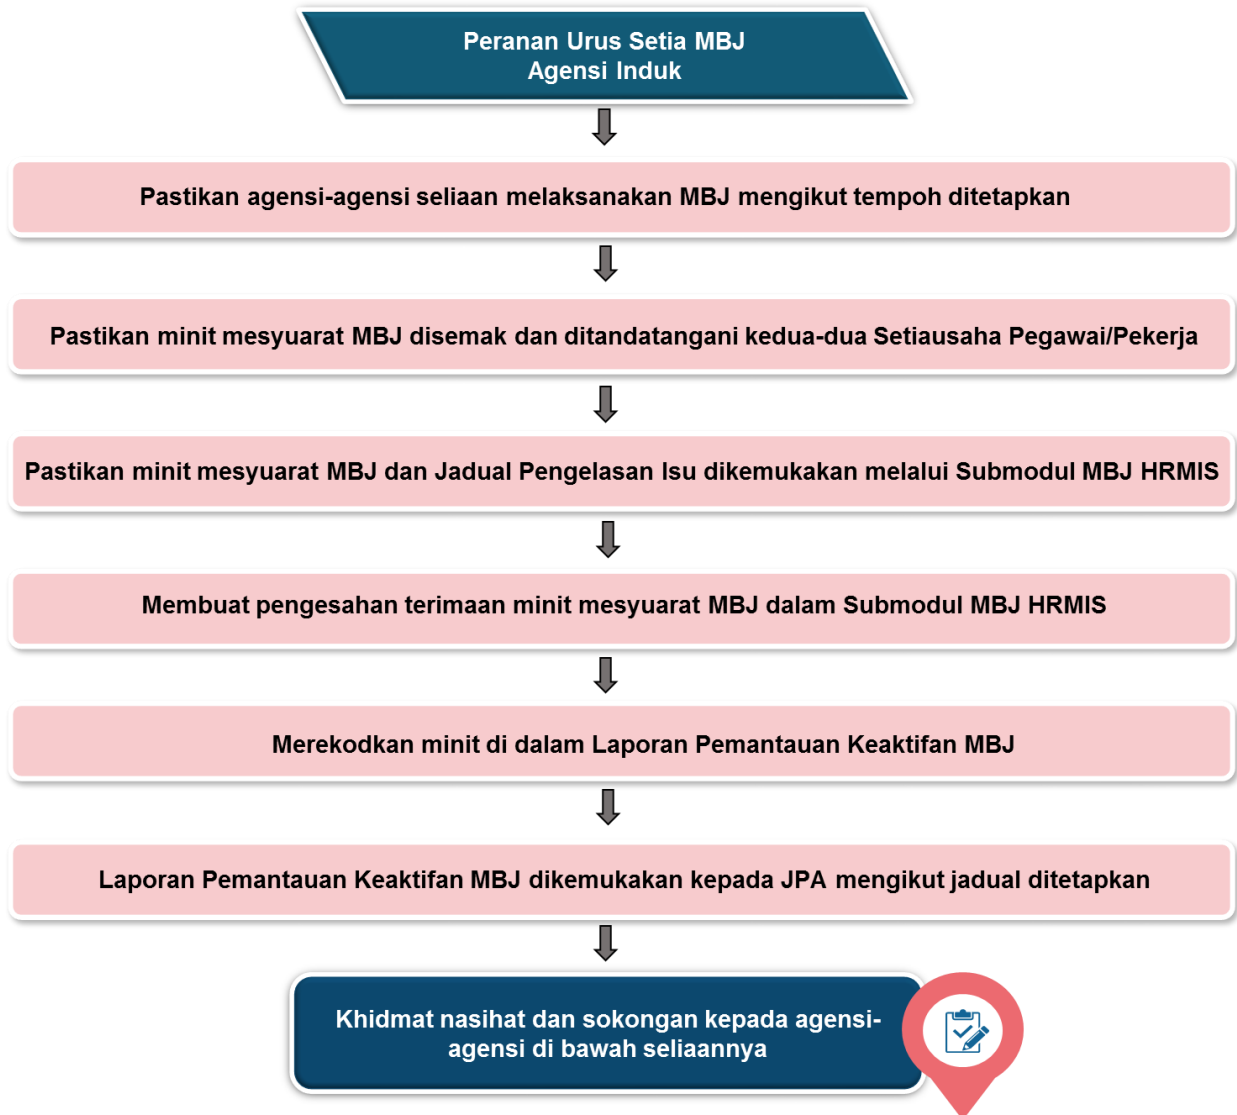 Peranan Urus Setia MBJ
Agensi Induk
Pastikan agensi-agensi seliaan melaksanakan MBJ mengikut tempoh ditetapkan
Pastikan minit mesyuarat MBJ disemak dan ditandatangani kedua-dua Setiausaha Pegawai/Pekerja
Pastikan minit mesyuarat MBJ dan Jadual Pengelasan Isu dikemukakan melalui Submodul MBJ HRMIS
Membuat pengesahan terimaan minit mesyuarat MBJ dalam Submodul MBJ HRMIS
Merekodkan minit di dalam Laporan Pemantauan Keaktifan MBJ
Laporan Pemantauan Keaktifan MBJ dikemukakan kepada JPA mengikut jadual ditetapkan
Khidmat nasihat dan sokongan kepada agensi-
agensi di bawah seliaannya